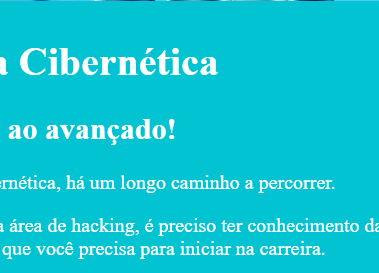 a Cibernética
ao avançado!
ernética, há um longo caminho a percorrer.
a área de hacking, é preciso ter conhecimento da
que você precisa para iniciar na carreira.